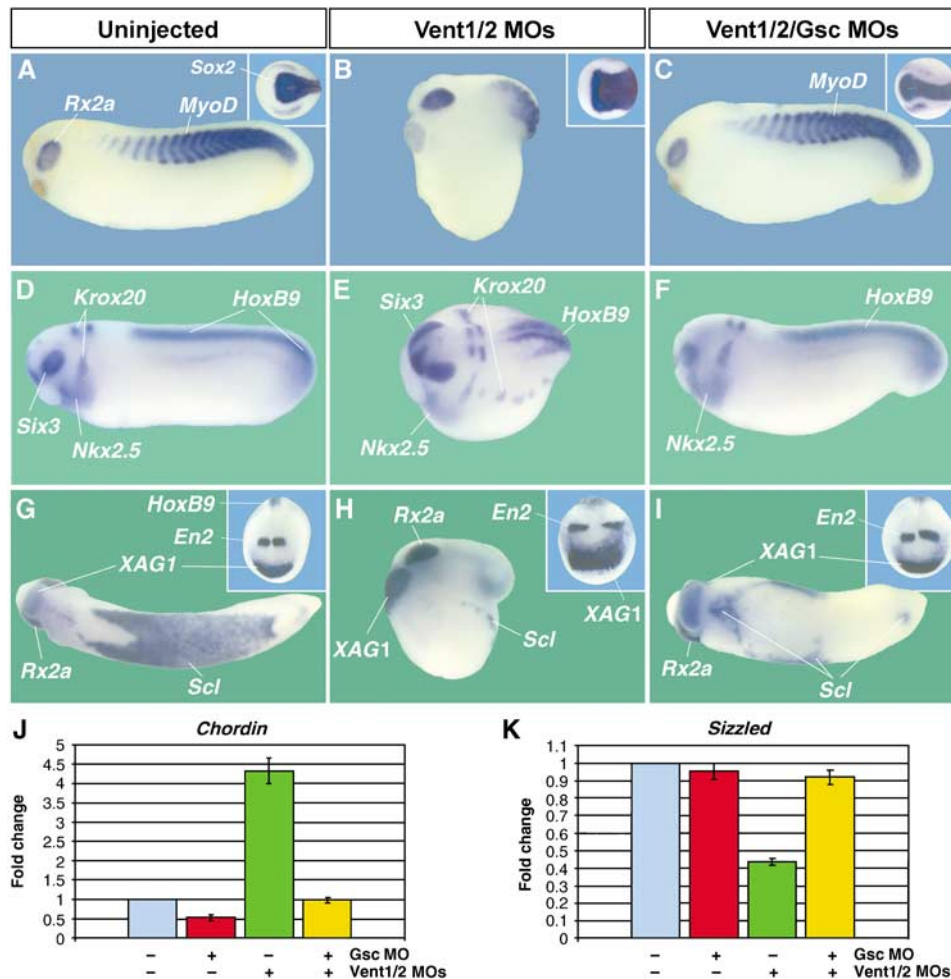 Uninjected Vent1/2 MOs Vent1/2/Gsc MOs
A Sox2 Rx2a MyoD
B
C MyoD
D Krox20 HoxB9 Six3 Nkx2.5
E Six3 Krox20 HoxB9 Nkx2.5
F HoxB9 Nkx2.5
G HoxB9 En2 XAG1 Rx2a Scl
H Rx2a En2 XAG1 XAG1 Scl
I En2 XAG1 Rx2a Scl
J Chordin
Fold change
5
4.5
4
3.5
3
2.5
2
1.5
1
0.5
0
– + – + Gsc MO
– – + + Vent1/2 MOs
K Sizzled
Fold change
1.1
1
0.9
0.8
0.7
0.6
0.5
0.4
0.3
0.2
0.1
0
– + – + Gsc MO
– – + + Vent1/2 MOs